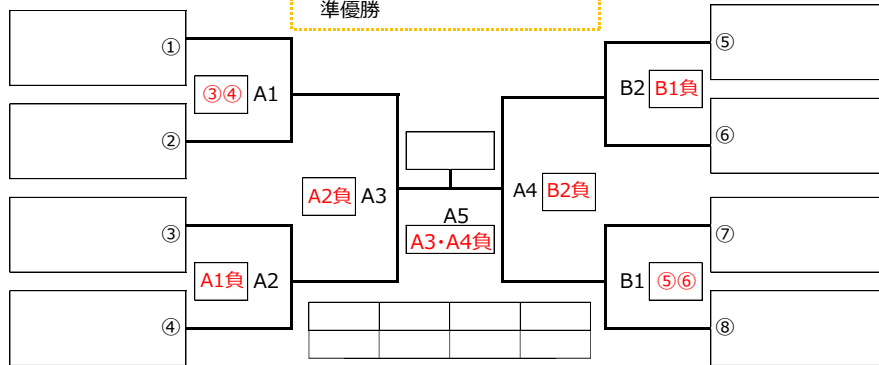 準優勝
①
⑤
③④ A1
B2 B1負
②
⑥
A2負 A3
A4 B2負
③
A5
⑦
A3・A4負
A1負 A2
B1 ⑤⑥
④
⑧